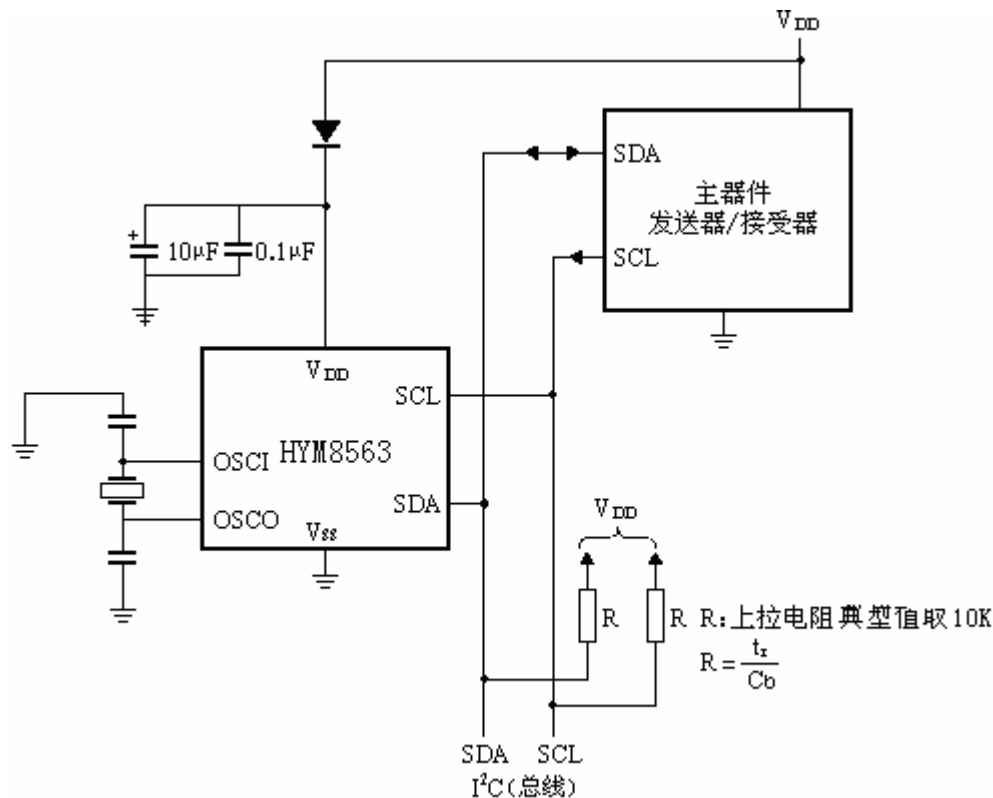 VDD
SDA
主器件
发送器/接受器
SCL
+
10μF
0.1μF
VDD
SCL
HYM8563
OSCI
SDA
OSCO
VSS
VDD
R
R
R:上拉电阻典型值取10K
R=tr/Cb
SDA
SCL
I²C(总线)